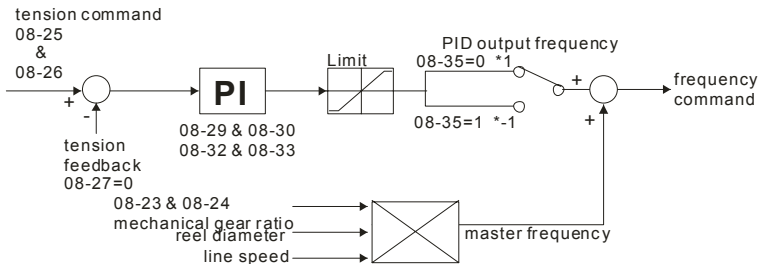 tension command
08-25
&
08-26
+
-
tension
feedback
08-27=0
PI
08-29 & 08-30
08-32 & 08-33
Limit
PID output frequency
08-35=0 *1
08-35=1 *-1
+
+
frequency
command
08-23 & 08-24
mechanical gear ratio
reel diameter
line speed
master frequency